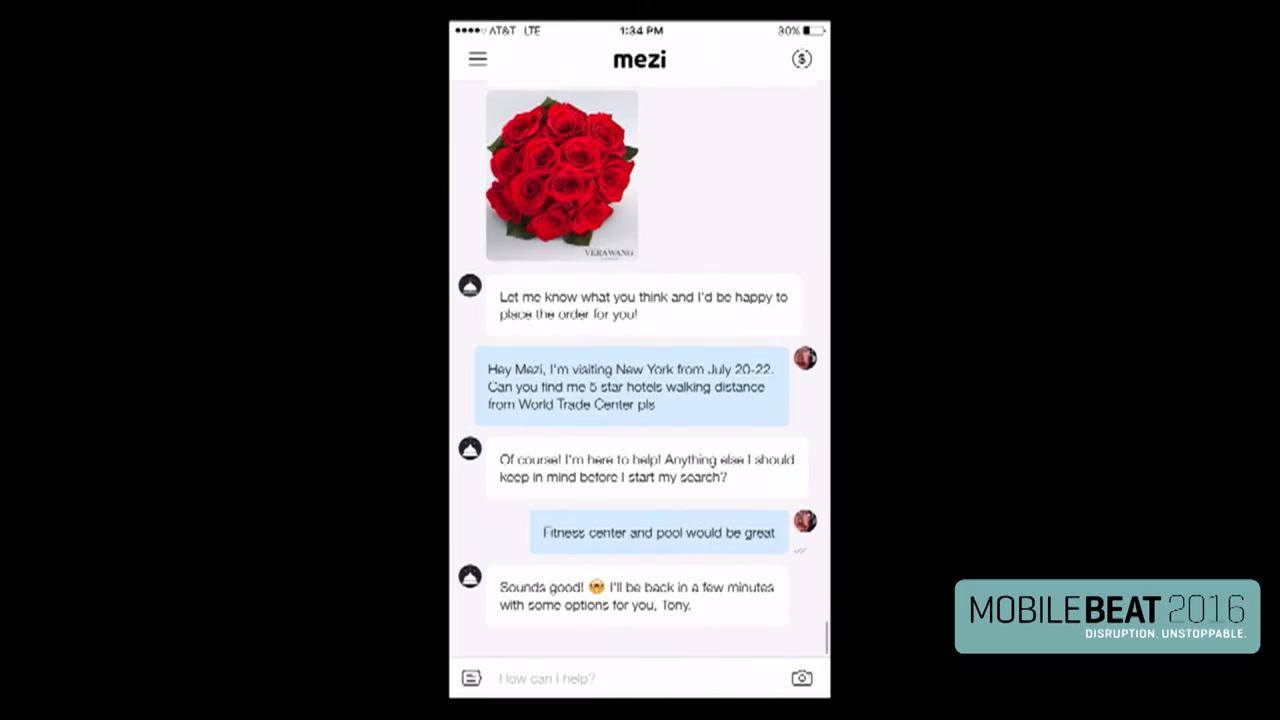 AT&T LTE 1:34 PM 30%
mezi
VERAWANG
Let me know what you think and I'd be happy to
place the order for you!
Hey Mezi, I'm visiting New York from July 20-22.
Can you find me 5 star hotels walking distance
from World Trade Center pls
Of course! I'm here to help! Anything else I should
keep in mind before I start my search?
Fitness center and pool would be great
Sounds good! 🤓 I'll be back in a few minutes
with some options for you, Tony.
How can I help?
MOBILEBEAT 2016
DISRUPTION. UNSTOPPABLE.